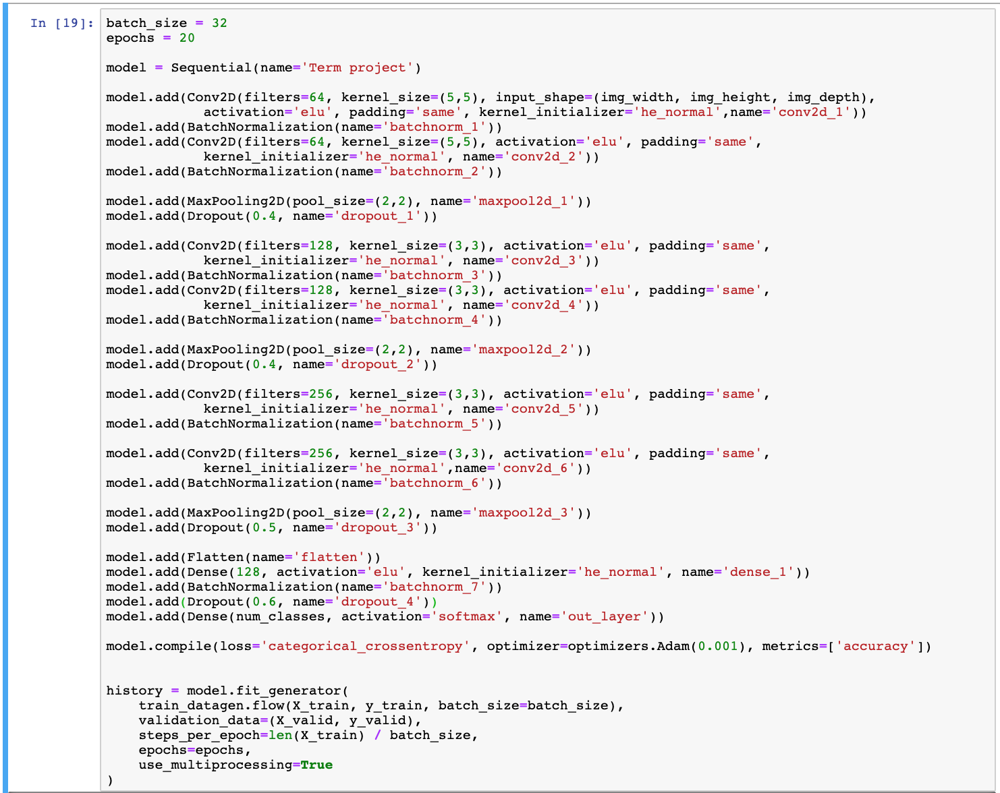 In [19]:
batch_size = 32
epochs = 20
model = Sequential(name='Term project')
model.add(Conv2D(filters=64, kernel_size=(5,5), input_shape=(img_width, img_height, img_depth),
activation='elu', padding='same', kernel_initializer='he_normal',name='conv2d_1'))
model.add(BatchNormalization(name='batchnorm_1'))
model.add(Conv2D(filters=64, kernel_size=(5,5), activation='elu', padding='same',
kernel_initializer='he_normal', name='conv2d_2'))
model.add(BatchNormalization(name='batchnorm_2'))
model.add(MaxPooling2D(pool_size=(2,2), name='maxpool2d_1'))
model.add(Dropout(0.4, name='dropout_1'))
model.add(Conv2D(filters=128, kernel_size=(3,3), activation='elu', padding='same',
kernel_initializer='he_normal', name='conv2d_3'))
model.add(BatchNormalization(name='batchnorm_3'))
model.add(Conv2D(filters=128, kernel_size=(3,3), activation='elu', padding='same',
kernel_initializer='he_normal', name='conv2d_4'))
model.add(BatchNormalization(name='batchnorm_4'))
model.add(MaxPooling2D(pool_size=(2,2), name='maxpool2d_2'))
model.add(Dropout(0.4, name='dropout_2'))
model.add(Conv2D(filters=256, kernel_size=(3,3), activation='elu', padding='same',
kernel_initializer='he_normal', name='conv2d_5'))
model.add(BatchNormalization(name='batchnorm_5'))
model.add(Conv2D(filters=256, kernel_size=(3,3), activation='elu', padding='same',
kernel_initializer='he_normal',name='conv2d_6'))
model.add(BatchNormalization(name='batchnorm_6'))
model.add(MaxPooling2D(pool_size=(2,2), name='maxpool2d_3'))
model.add(Dropout(0.5, name='dropout_3'))
model.add(Flatten(name='flatten'))
model.add(Dense(128, activation='elu', kernel_initializer='he_normal', name='dense_1'))
model.add(BatchNormalization(name='batchnorm_7'))
model.add(Dropout(0.6, name='dropout_4'))
model.add(Dense(num_classes, activation='softmax', name='out_layer'))
model.compile(loss='categorical_crossentropy', optimizer=optimizers.Adam(0.001), metrics=['accuracy'])
history = model.fit_generator(
train_datagen.flow(X_train, y_train, batch_size=batch_size),
validation_data=(X_valid, y_valid),
steps_per_epoch=len(X_train) / batch_size,
epochs=epochs,
use_multiprocessing=True
)